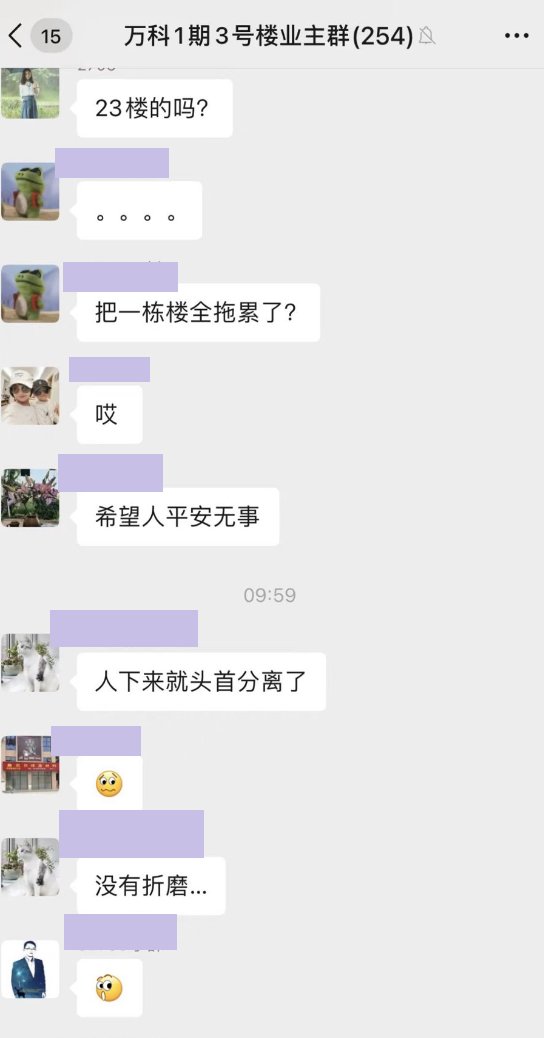 15
万科1期3号楼业主群(254)
23楼的吗?
。。。。
把一栋楼全拖累了?
哎
希望人平安无事
09:59
人下来就头首分离了
没有折磨...